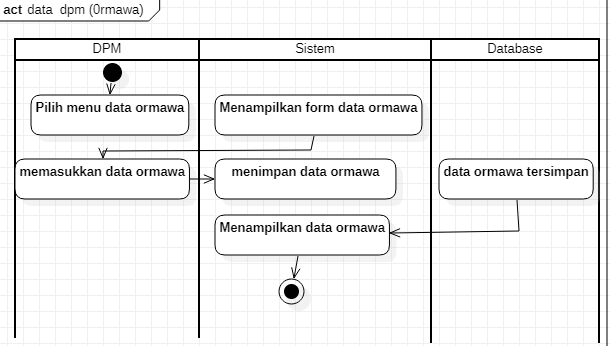 act data dpm (0rmawa)
DPM
Sistem
Database
Pilih menu data ormawa
Menampilkan form data ormawa
memasukkan data ormawa
menimpan data ormawa
data ormawa tersimpan
Menampilkan data ormawa